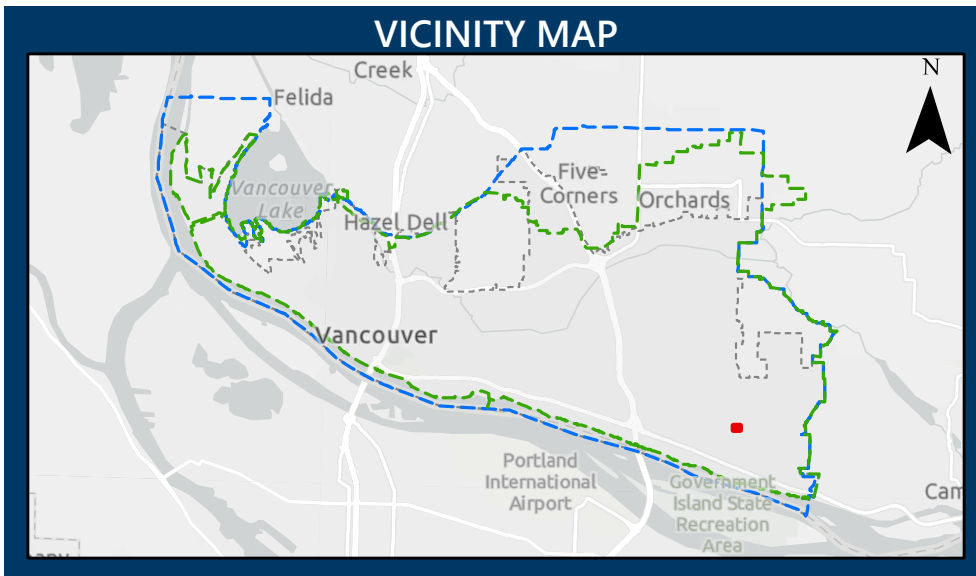 VICINITY MAP
N
Creek
Felida
Five
Corners
Orchards
Vancouver
Lake
Hazel Dell
Vancouver
Portland
International
Airport
Government
Island State
Recreation
Area
Cam